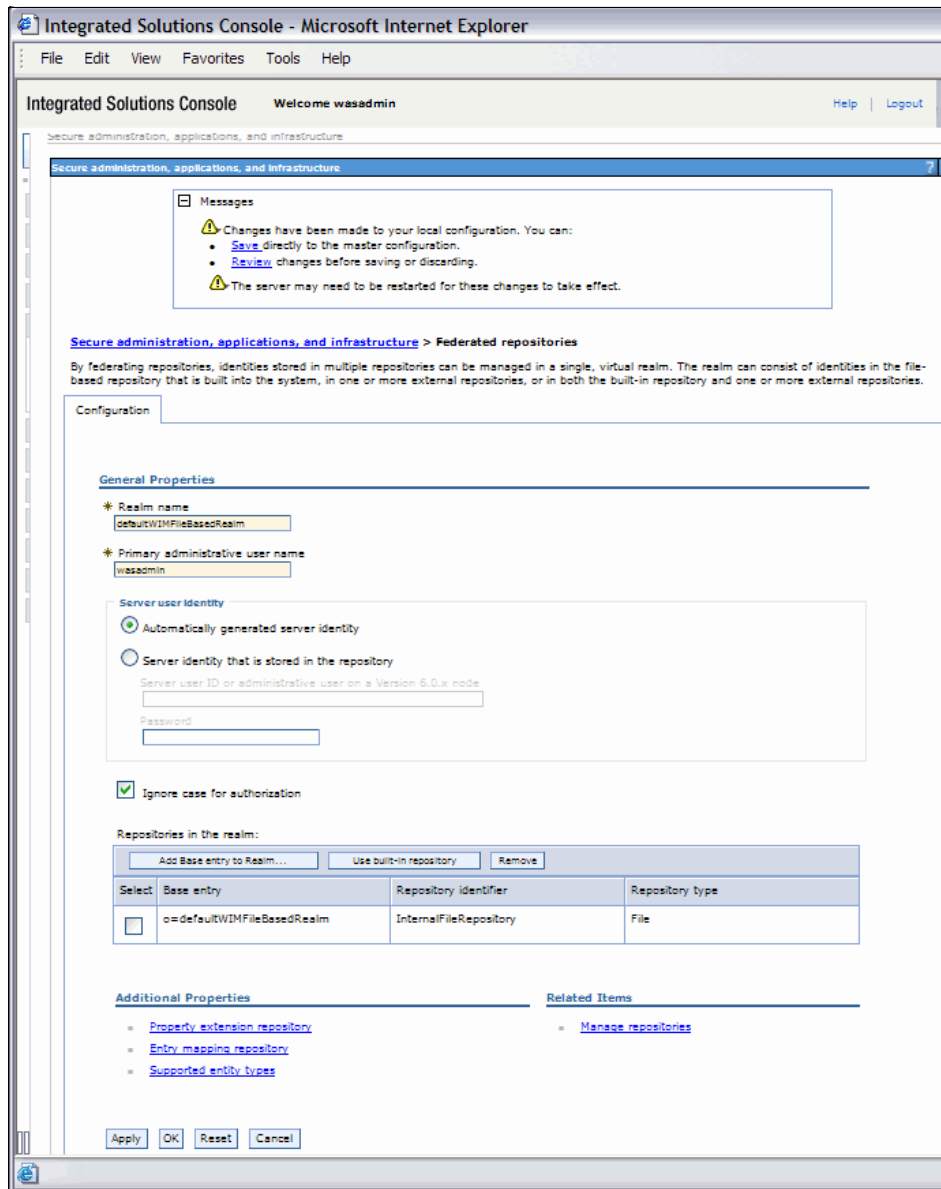 Integrated Solutions Console - Microsoft Internet Explorer
File Edit View Favorites Tools Help
Integrated Solutions Console Welcome wasadmin Help | Logout
Secure administration, applications, and infrastructure
Secure administration, applications, and infrastructure ?
Messages
Changes have been made to your local configuration. You can:
• Save directly to the master configuration.
• Review changes before saving or discarding.
The server may need to be restarted for these changes to take effect.
Secure administration, applications, and infrastructure > Federated repositories
By federating repositories, identities stored in multiple repositories can be managed in a single, virtual realm. The realm can consist of identities in the file-
based repository that is built into the system, in one or more external repositories, or in both the built-in repository and one or more external repositories.
Configuration
General Properties
* Realm name
defaultWIMFileBasedRealm
* Primary administrative user name
wasadmin
Server user identity
Automatically generated server identity
Server identity that is stored in the repository
Server user ID or administrative user on a Version 6.0.x node
Password
Ignore case for authorization
Repositories in the realm:
Add Base entry to Realm... Use built-in repository Remove
Select Base entry Repository identifier Repository type
o=defaultWIMFileBasedRealm InternalFileRepository File
Additional Properties Related Items
Property extension repository Manage repositories
Entry mapping repository
Supported entity types
Apply OK Reset Cancel